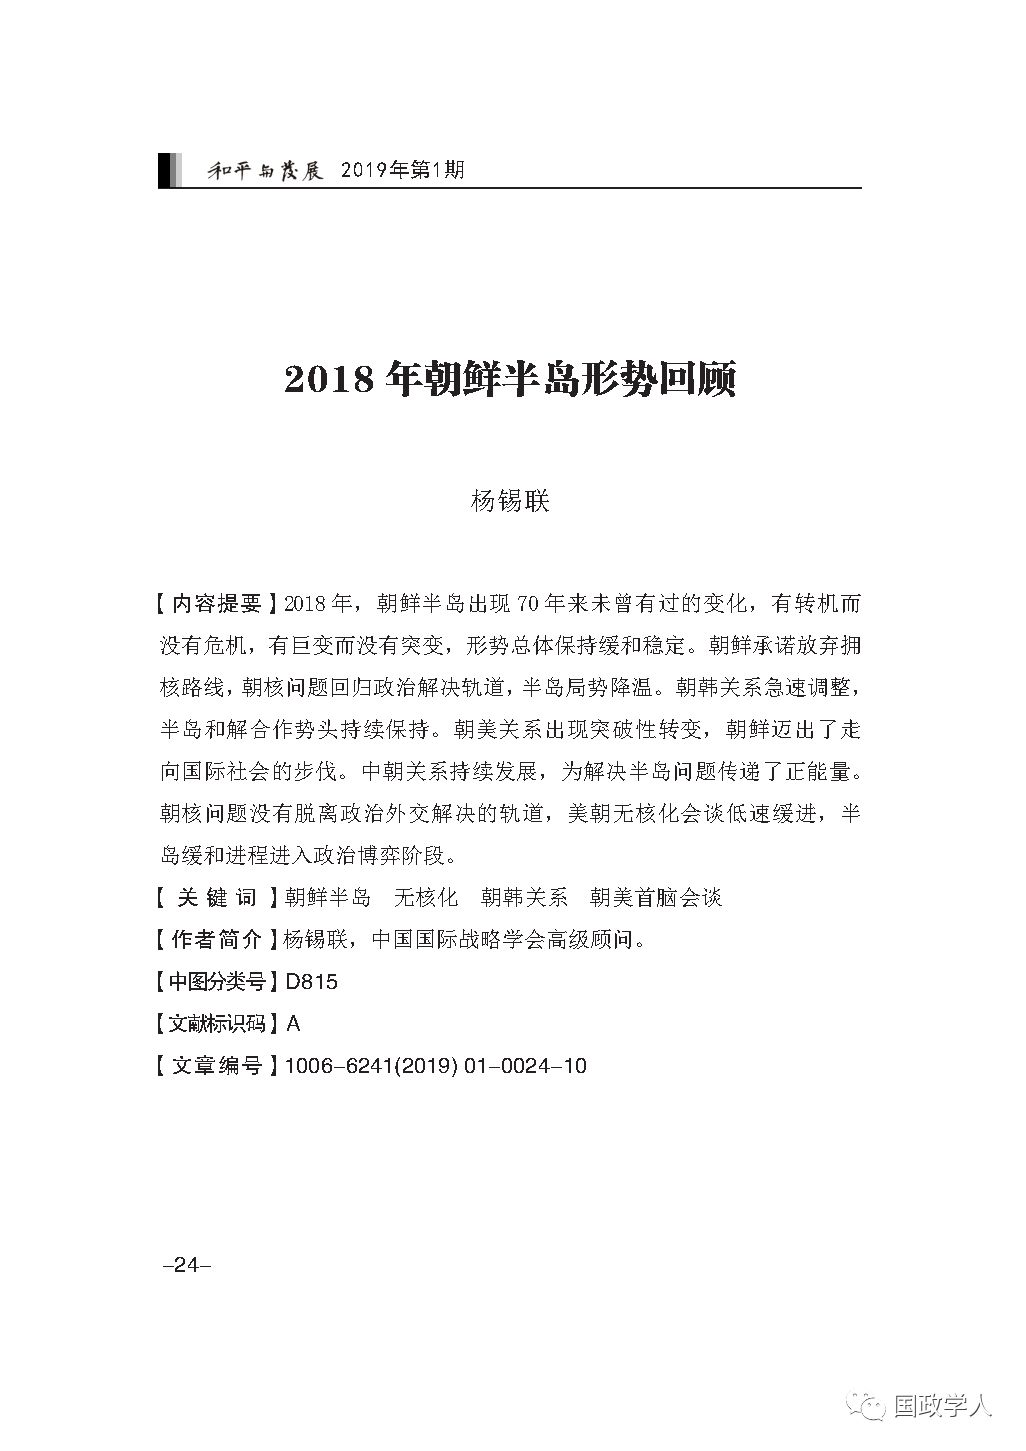 和平与发展 2019年第1期
2018 年朝鲜半岛形势回顾
杨锡联
【内容提要】2018 年，朝鲜半岛出现 70 年来未曾有过的变化，有转机而
没有危机，有巨变而没有突变，形势总体保持缓和稳定。朝鲜承诺放弃拥
核路线，朝核问题回归政治解决轨道，半岛局势降温。朝韩关系急速调整，
半岛和解合作势头持续保持。朝美关系出现突破性转变，朝鲜迈出了走
向国际社会的步伐。中朝关系持续发展，为解决半岛问题传递了正能量。
朝核问题没有脱离政治外交解决的轨道，美朝无核化会谈低速缓进，半
岛缓和进程进入政治博弈阶段。
【 关 键 词 】朝鲜半岛　无核化　朝韩关系　朝美首脑会谈
【作者简介】杨锡联，中国国际战略学会高级顾问。
【中图分类号】D815
【文献标识码】A
【文章编号】1006–6241(2019) 01–0024–10
–24–
国政学人